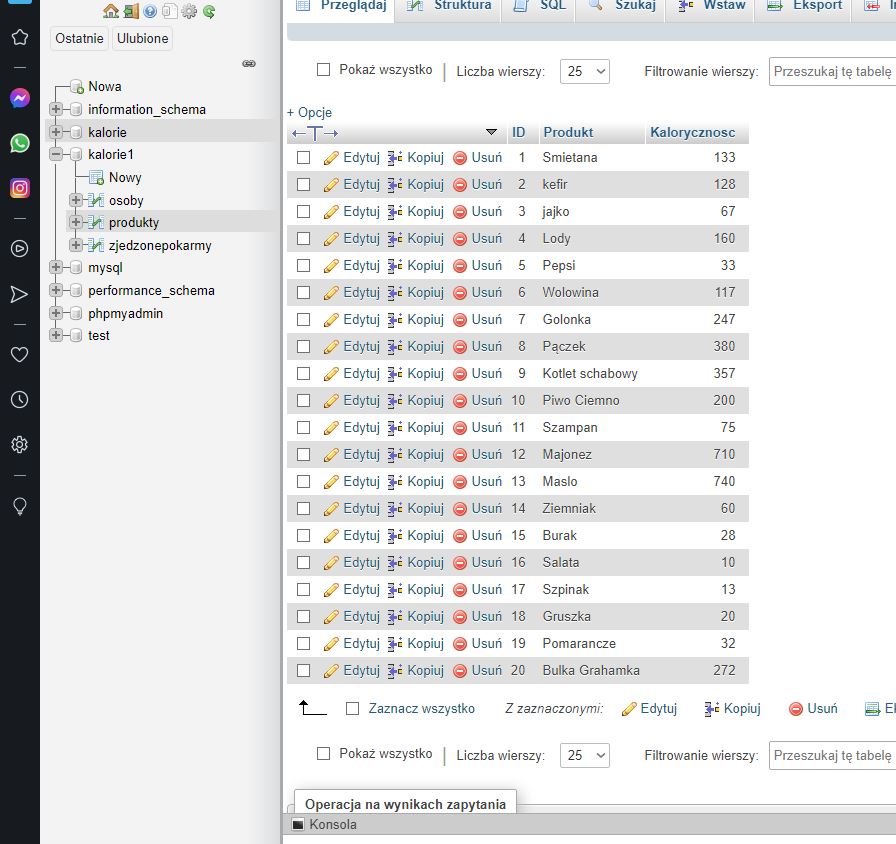 Ostatnie Ulubione
Nowa
information_schema
kalorie
kalorie1
Nowy
osoby
produkty
zjedzonepokarmy
mysql
performance_schema
phpmyadmin
test
Przeglądaj Struktura SQL Szukaj Wstaw Eksport
Pokaż wszystko Liczba wierszy: 25 Filtrowanie wierszy: Przeszukaj tę tabelę
+ Opcje
←T→ ID Produkt Kalorycznosc
Edytuj Kopiuj Usuń 1 Smietana 133
Edytuj Kopiuj Usuń 2 kefir 128
Edytuj Kopiuj Usuń 3 jajko 67
Edytuj Kopiuj Usuń 4 Lody 160
Edytuj Kopiuj Usuń 5 Pepsi 33
Edytuj Kopiuj Usuń 6 Wolowina 117
Edytuj Kopiuj Usuń 7 Golonka 247
Edytuj Kopiuj Usuń 8 Pączek 380
Edytuj Kopiuj Usuń 9 Kotlet schabowy 357
Edytuj Kopiuj Usuń 10 Piwo Ciemno 200
Edytuj Kopiuj Usuń 11 Szampan 75
Edytuj Kopiuj Usuń 12 Majonez 710
Edytuj Kopiuj Usuń 13 Maslo 740
Edytuj Kopiuj Usuń 14 Ziemniak 60
Edytuj Kopiuj Usuń 15 Burak 28
Edytuj Kopiuj Usuń 16 Salata 10
Edytuj Kopiuj Usuń 17 Szpinak 13
Edytuj Kopiuj Usuń 18 Gruszka 20
Edytuj Kopiuj Usuń 19 Pomarancze 32
Edytuj Kopiuj Usuń 20 Bulka Grahamka 272
Zaznacz wszystko Z zaznaczonymi: Edytuj Kopiuj Usuń
Pokaż wszystko Liczba wierszy: 25 Filtrowanie wierszy: Przeszukaj tę tabelę
Operacja na wynikach zapytania
Konsola